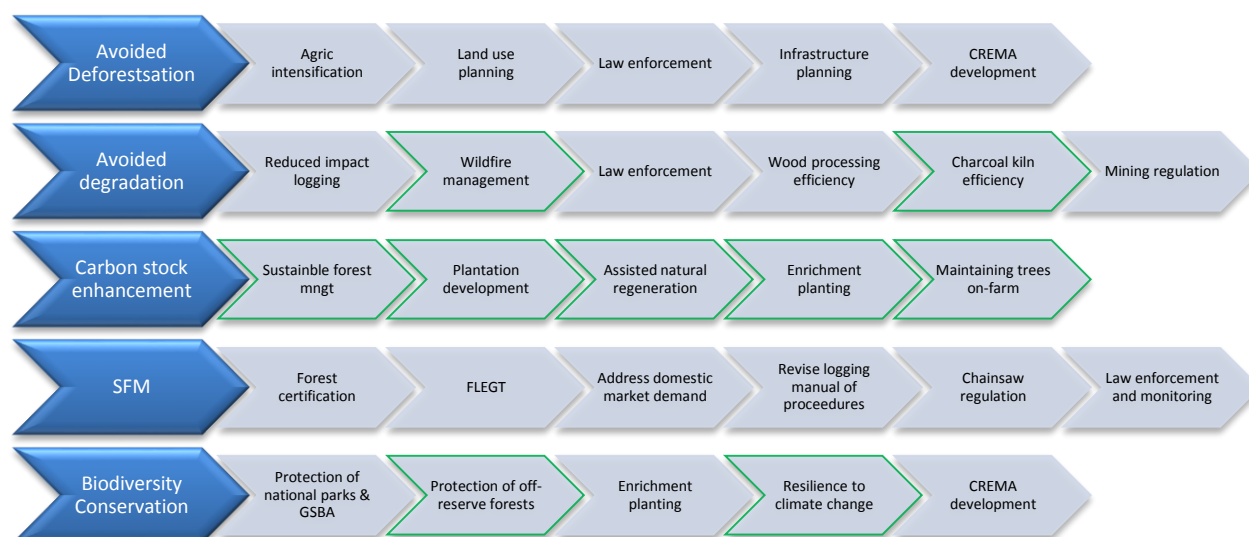 Avoided
Deforestsation
Agric
intensification
Land use
planning
Law enforcement
Infrastructure
planning
CREMA
development
Avoided
degradation
Reduced impact
logging
Wildfire
management
Law enforcement
Wood processing
efficiency
Charcoal kiln
efficiency
Mining regulation
Carbon stock
enhancement
Sustainble forest
mngt
Plantation
development
Assisted natural
regeneration
Enrichment
planting
Maintaining trees
on-farm
SFM
Forest
certification
FLEGT
Address domestic
market demand
Revise logging
manual of
proceedures
Chainsaw
regulation
Law enforcement
and monitoring
Biodiversity
Conservation
Protection of
national parks &
GSBA
Protection of off-
reserve forests
Enrichment
planting
Resilience to
climate change
CREMA
development